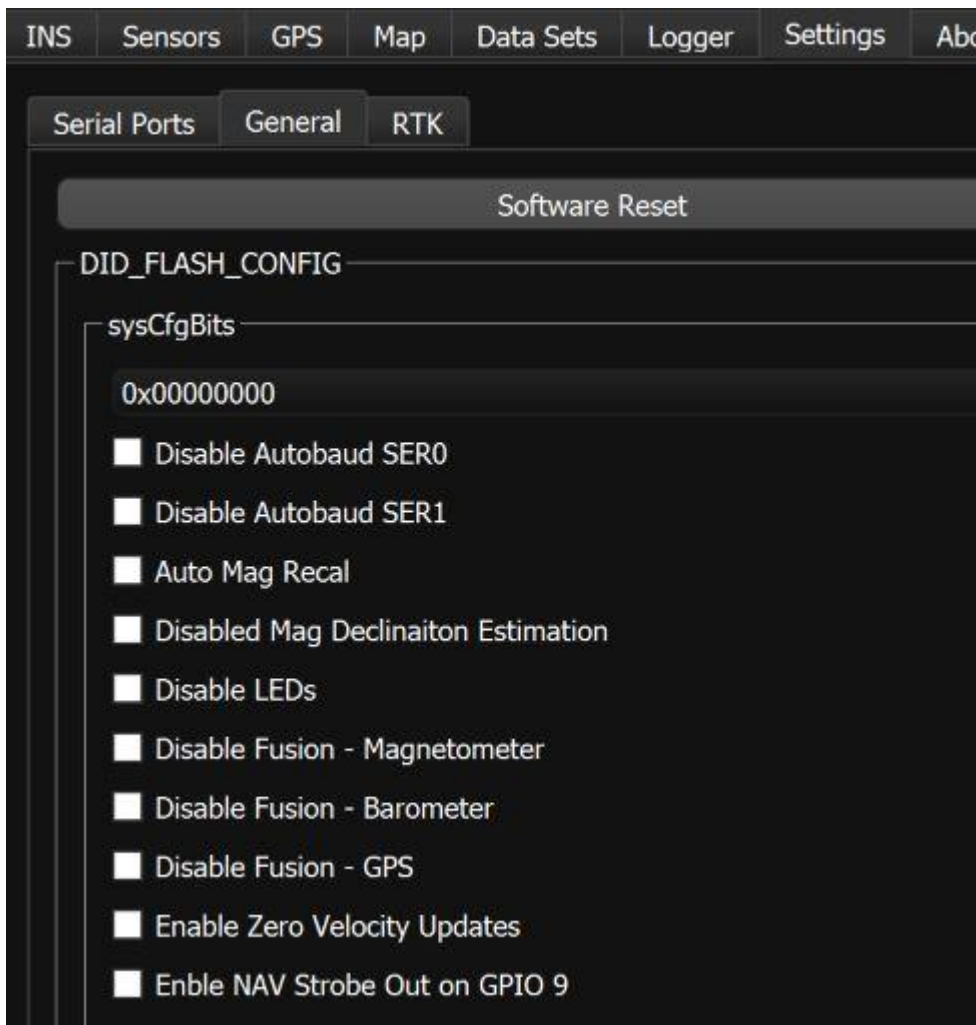 INS Sensors GPS Map Data Sets Logger Settings
Serial Ports General RTK
Software Reset
DID_FLASH_CONFIG
sysCfgBits
0x00000000
Disable Autobaud SER0
Disable Autobaud SER1
Auto Mag Recal
Disabled Mag Declinaiton Estimation
Disable LEDs
Disable Fusion - Magnetometer
Disable Fusion - Barometer
Disable Fusion - GPS
Enable Zero Velocity Updates
Enble NAV Strobe Out on GPIO 9